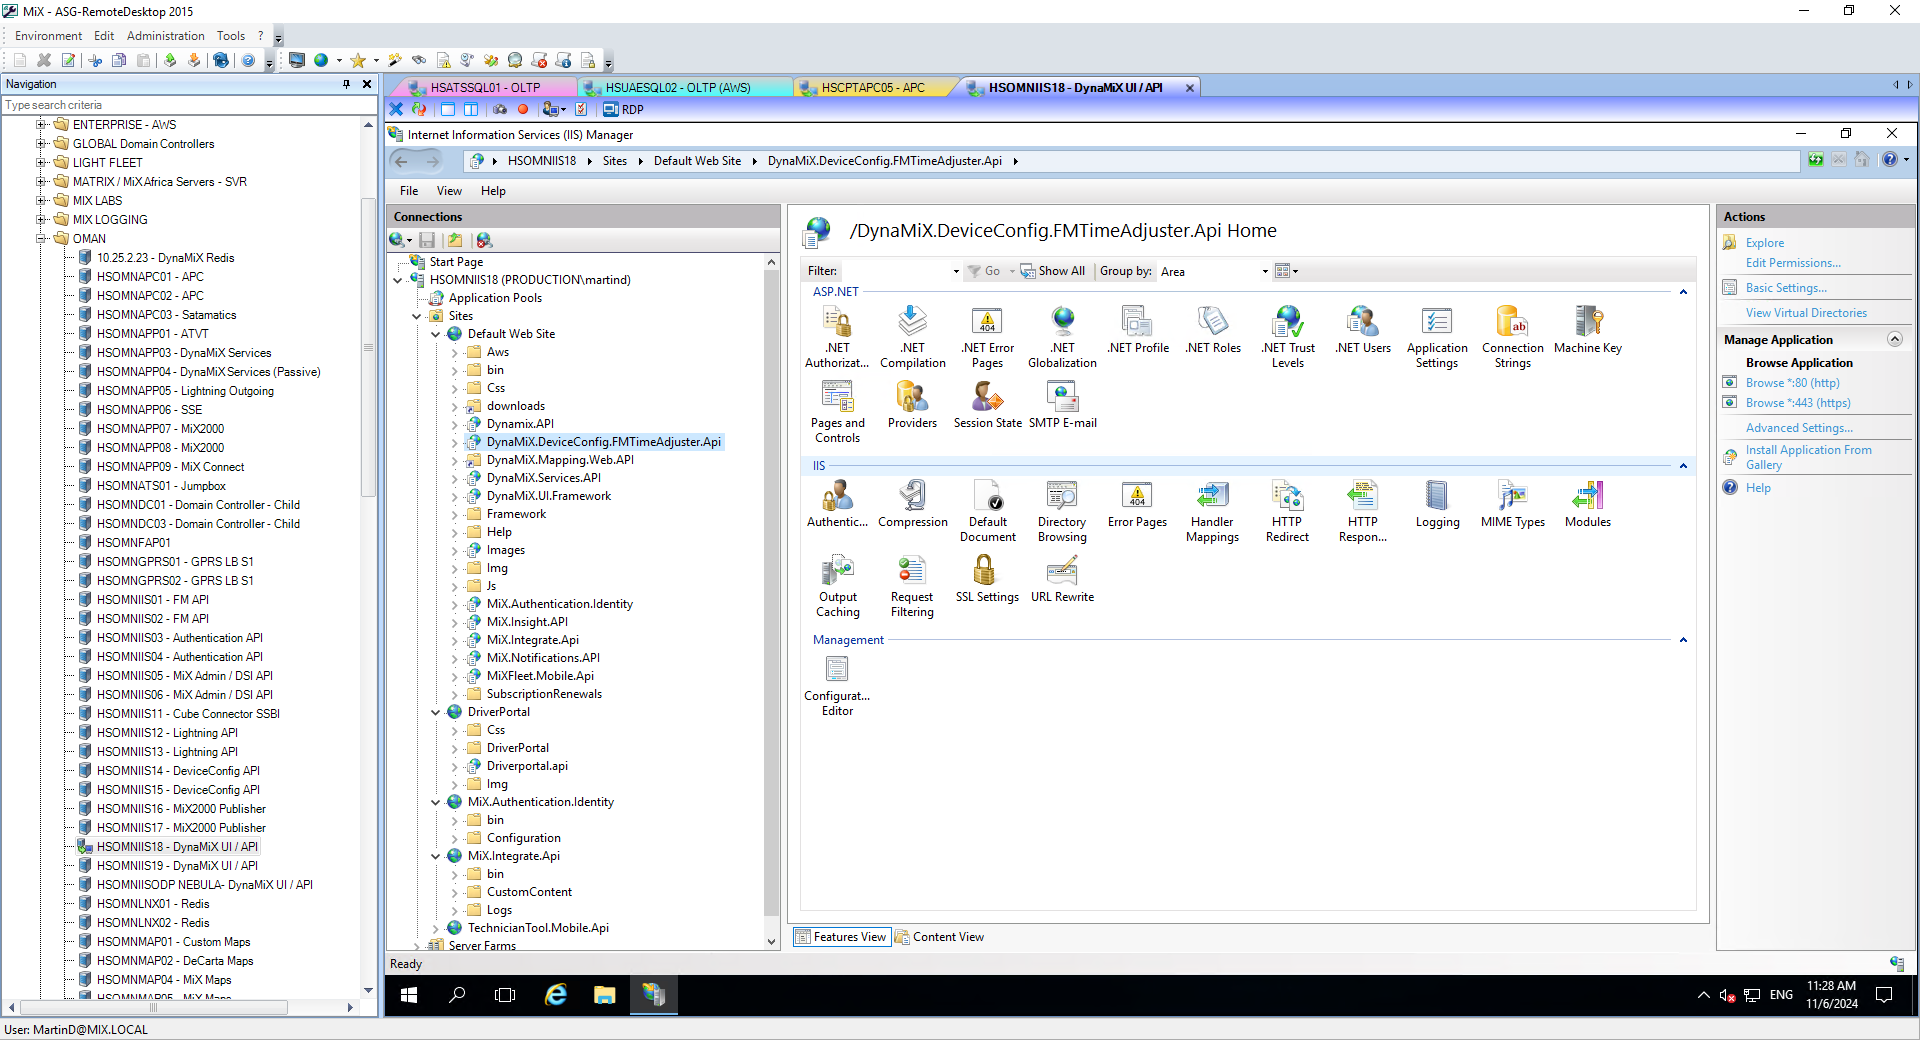 MiX - ASG-RemoteDesktop 2015
Environment Edit Administration Tools ?
Navigation
Type search criteria
ENTERPRISE - AWS
GLOBAL Domain Controllers
LIGHT FLEET
MATRIX / MiX Africa Servers - SVR
MIX LABS
MIX LOGGING
OMAN
10.25.2.23 - DynaMiX Redis
HSOMNAPC01 - APC
HSOMNAPC02 - APC
HSOMNAPC03 - Satamatics
HSOMNAPP01 - ATVT
HSOMNAPP03 - DynaMiX Services
HSOMNAPP04 - DynaMiX Services (Passive)
HSOMNAPP05 - Lightning Outgoing
HSOMNAPP06 - SSE
HSOMNAPP07 - MiX2000
HSOMNAPP08 - MiX2000
HSOMNAPP09 - MiX Connect
HSOMNATS01 - Jumpbox
HSOMNDC01 - Domain Controller - Child
HSOMNDC03 - Domain Controller - Child
HSOMNFAP01
HSOMNGPRS01 - GPRS LB S1
HSOMNGPRS02 - GPRS LB S1
HSOMNIIS01 - FM API
HSOMNIIS02 - FM API
HSOMNIIS03 - Authentication API
HSOMNIIS04 - Authentication API
HSOMNIIS05 - MiX Admin / DSI API
HSOMNIIS06 - MiX Admin / DSI API
HSOMNIIS11 - Cube Connector SSBI
HSOMNIIS12 - Lightning API
HSOMNIIS13 - Lightning API
HSOMNIIS14 - DeviceConfig API
HSOMNIIS15 - DeviceConfig API
HSOMNIIS16 - MiX2000 Publisher
HSOMNIIS17 - MiX2000 Publisher
HSOMNIIS18 - DynaMiX UI / API
HSOMNIIS19 - DynaMiX UI / API
HSOMNIISODP NEBULA- DynaMiX UI / API
HSOMNLNX01 - Redis
HSOMNLNX02 - Redis
HSOMNMAP01 - Custom Maps
HSOMNMAP02 - DeCarta Maps
HSOMNMAP04 - MiX Maps
HSOMNMAP05 - MiX Maps
User: MartinD@MIX.LOCAL
HSATSSQL01 - OLTP
HSUAESQL02 - OLTP (AWS)
HSCPTAPC05 - APC
HSOMNIIS18 - DynaMiX UI / API
RDP
Internet Information Services (IIS) Manager
HSOMNIIS18 Sites Default Web Site DynaMiX.DeviceConfig.FMTimeAdjuster.Api
File View Help
Connections
Start Page
HSOMNIIS18 (PRODUCTION\martind)
Application Pools
Sites
Default Web Site
Aws
bin
Css
downloads
Dynamix.API
DynaMiX.DeviceConfig.FMTimeAdjuster.Api
DynaMiX.Mapping.Web.API
DynaMiX.Services.API
DynaMiX.UI.Framework
Framework
Help
Images
Img
Js
MiX.Authentication.Identity
MiX.Insight.API
MiX.Integrate.Api
MiX.Notifications.API
MiXFleet.Mobile.Api
SubscriptionRenewals
DriverPortal
Css
DriverPortal
Driverportal.api
Img
MiX.Authentication.Identity
bin
Configuration
MiX.Integrate.Api
bin
CustomContent
Logs
TechnicianTool.Mobile.Api
Server Farms
/DynaMiX.DeviceConfig.FMTimeAdjuster.Api Home
Filter: Go Show All Group by: Area
ASP.NET
.NET Authorizat...
.NET Compilation
.NET Error Pages
.NET Globalization
.NET Profile
.NET Roles
.NET Trust Levels
.NET Users
Application Settings
Connection Strings
Machine Key
Pages and Controls
Providers
Session State
SMTP E-mail
IIS
Authentic...
Compression
Default Document
Directory Browsing
Error Pages
Handler Mappings
HTTP Redirect
HTTP Respon...
Logging
MIME Types
Modules
Output Caching
Request Filtering
SSL Settings
URL Rewrite
Management
Configurat... Editor
Features View
Content View
Actions
Explore
Edit Permissions...
Basic Settings...
View Virtual Directories
Manage Application
Browse Application
Browse *:80 (http)
Browse *:443 (https)
Advanced Settings...
Install Application From
Gallery
Help
Ready
ENG
11:28 AM
11/6/2024